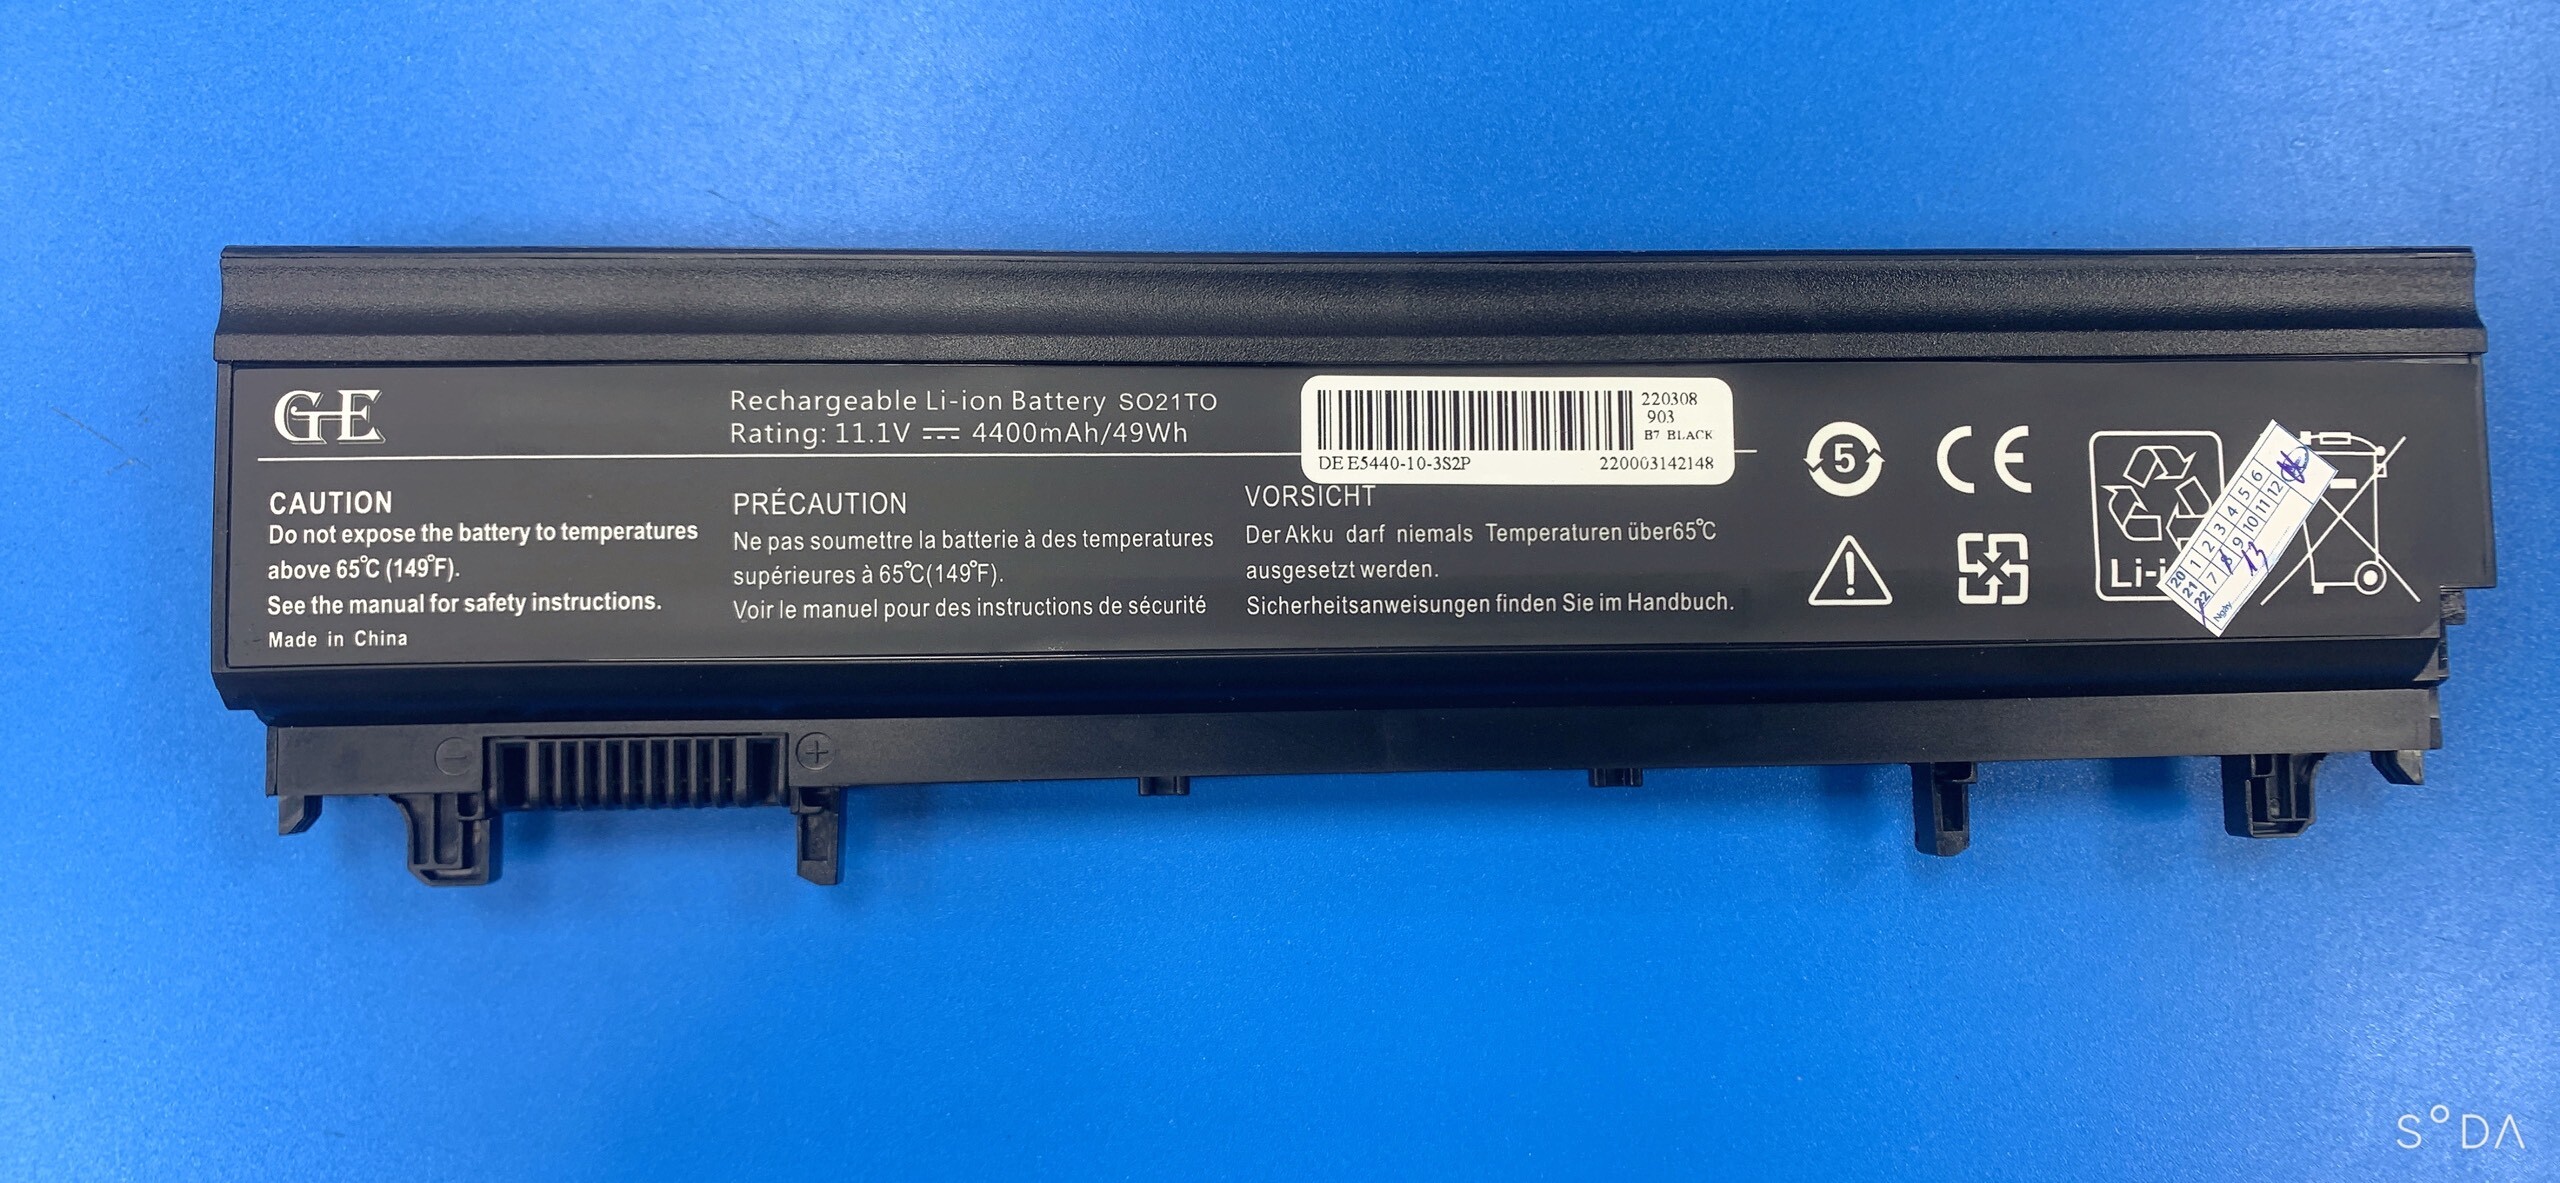 GE
Rechargeable Li-ion Battery SO21TO
Rating: 11.1V 4400mAh/49Wh
220308
903
B7 BLACK
DE E5440-10-3S2P 220003142148
CAUTION
Do not expose the battery to temperatures
above 65℃ (149℉).
See the manual for safety instructions.
Made in China
PRÉCAUTION
Ne pas soumettre la batterie à des temperatures
supérieures à 65℃(149℉).
Voir le manuel pour des instructions de sécurité
VORSICHT
Der Akku darf niemals Temperaturen über65℃
ausgesetzt werden.
Sicherheitsanweisungen finden Sie im Handbuch.
5
CE
Li-i
20
21 1 2 3 4 5 6
22 7 8 9 10 11 12
Ngày 13
− +
S°DA